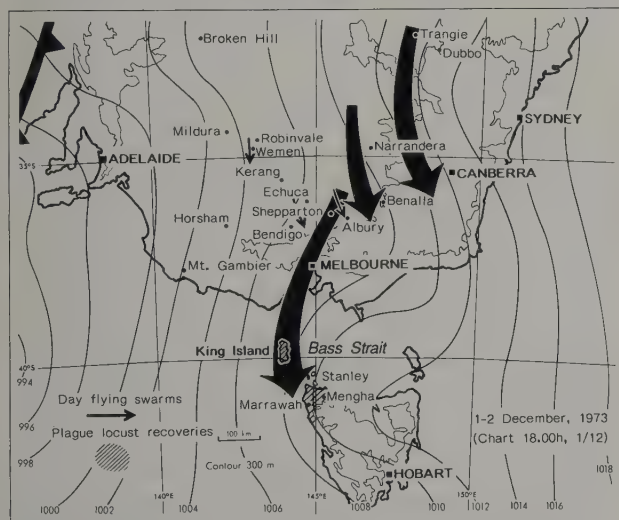 Broken Hill
Trangie
Dubbo
SYDNEY
Mildura
Robinvale
Wemen
Narrandera
35°S
ADELAIDE
Kerang
CANBERRA
Echuca
Shepparton
Benalla
Horsham
Bendigo
Albury
Mt. Gambier
MELBOURNE
King Island
Bass Strait
40°S
994
Stanley
Day flying swarms
Marrawah
Mengha
996
1-2 December, 1973
Plague locust recoveries
100 km
(Chart 18.00h, 1/12)
998
Contour 300 m
HOBART
1018
140°E
145°E
150°E
1000
1002
1004
1006
1008
1010
1012
1014
1016